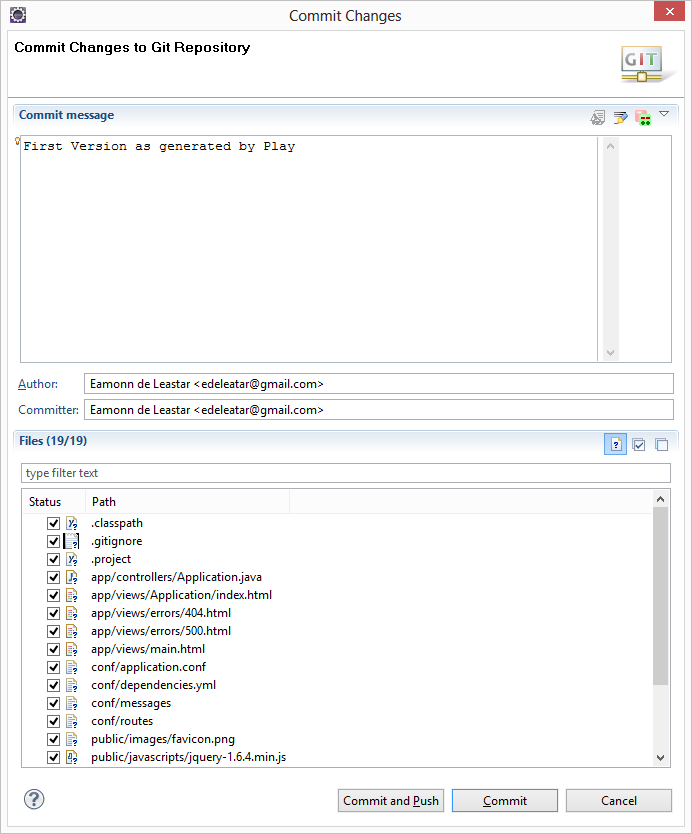 Commit Changes
Commit Changes to Git Repository
GIT
Commit message
First Version as generated by Play
Author: Eamonn de Leastar <edeleatar@gmail.com>
Committer: Eamonn de Leastar <edeleatar@gmail.com>
Files (19/19)
type filter text
Status Path
.classpath
.gitignore
.project
app/controllers/Application.java
app/views/Application/index.html
app/views/errors/404.html
app/views/errors/500.html
app/views/main.html
conf/application.conf
conf/dependencies.yml
conf/messages
conf/routes
public/images/favicon.png
public/javascripts/jquery-1.6.4.min.js
Commit and Push Commit Cancel